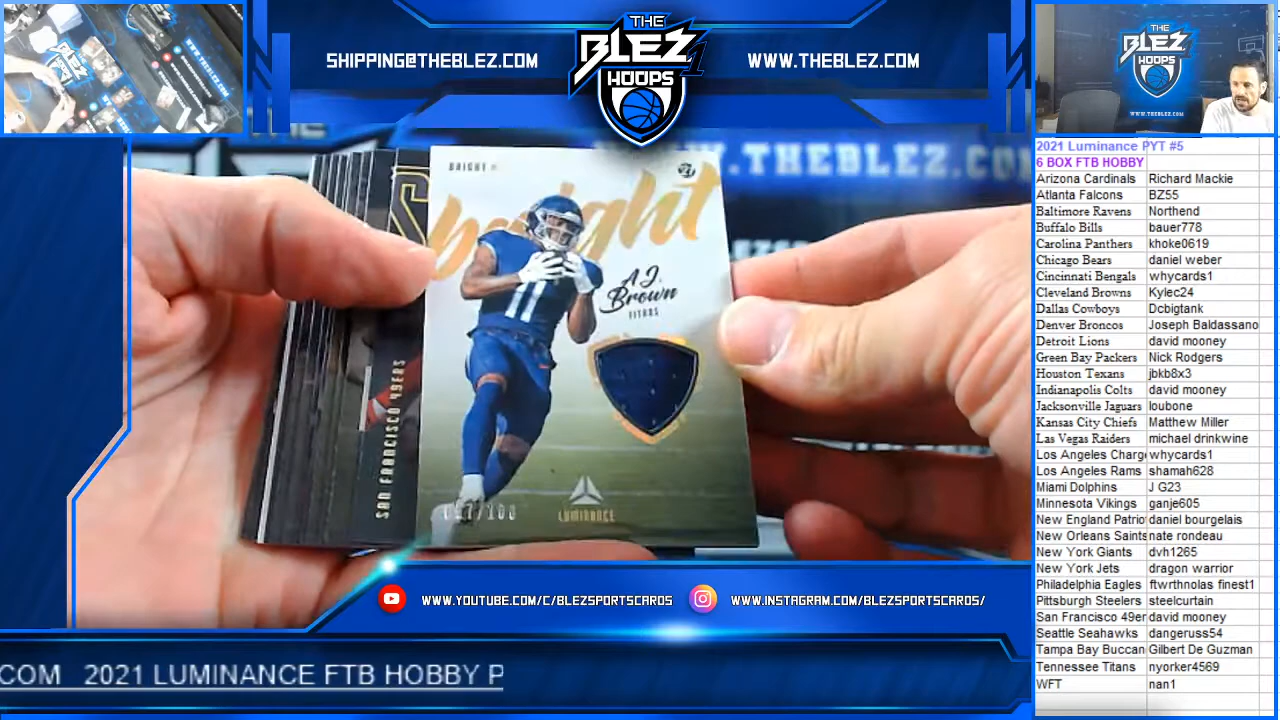 THE
BLEZ
HOOPS
SHIPPING@THEBLEZ.COM
WWW.THEBLEZ.COM
THE
BLEZ
HOOPS
WWW.THEBLEZ.COM
WWW.THEBLEZ.COM
BRIGHT
Bright
A.J.
Brown
TITANS
LUMINANCE
SAN FRANCISCO 49ERS
WWW.YOUTUBE.COM/C/BLEZSPORTSCARDS
WWW.INSTAGRAM.COM/BLEZSPORTSCARDS/
.COM 2021 LUMINANCE FTB HOBBY P
2021 Luminance PYT #5
6 BOX FTB HOBBY
Arizona Cardinals Richard Mackie
Atlanta Falcons BZ55
Baltimore Ravens Northend
Buffalo Bills bauer778
Carolina Panthers khoke0619
Chicago Bears daniel weber
Cincinnati Bengals whycards1
Cleveland Browns Kylec24
Dallas Cowboys Dcbigtank
Denver Broncos Joseph Baldassano
Detroit Lions david mooney
Green Bay Packers Nick Rodgers
Houston Texans jbkb8x3
Indianapolis Colts david mooney
Jacksonville Jaguars loubone
Kansas City Chiefs Matthew Miller
Las Vegas Raiders michael drinkwine
Los Angeles Charge whycards1
Los Angeles Rams shamah628
Miami Dolphins J G23
Minnesota Vikings ganje605
New England Patriot daniel bourgelais
New Orleans Saints nate rondeau
New York Giants dvh1265
New York Jets dragon warrior
Philadelphia Eagles ftwrthnolas finest1
Pittsburgh Steelers steelcurtain
San Francisco 49er david mooney
Seattle Seahawks dangeruss54
Tampa Bay Buccan Gilbert De Guzman
Tennessee Titans nyorker4569
WFT nan1